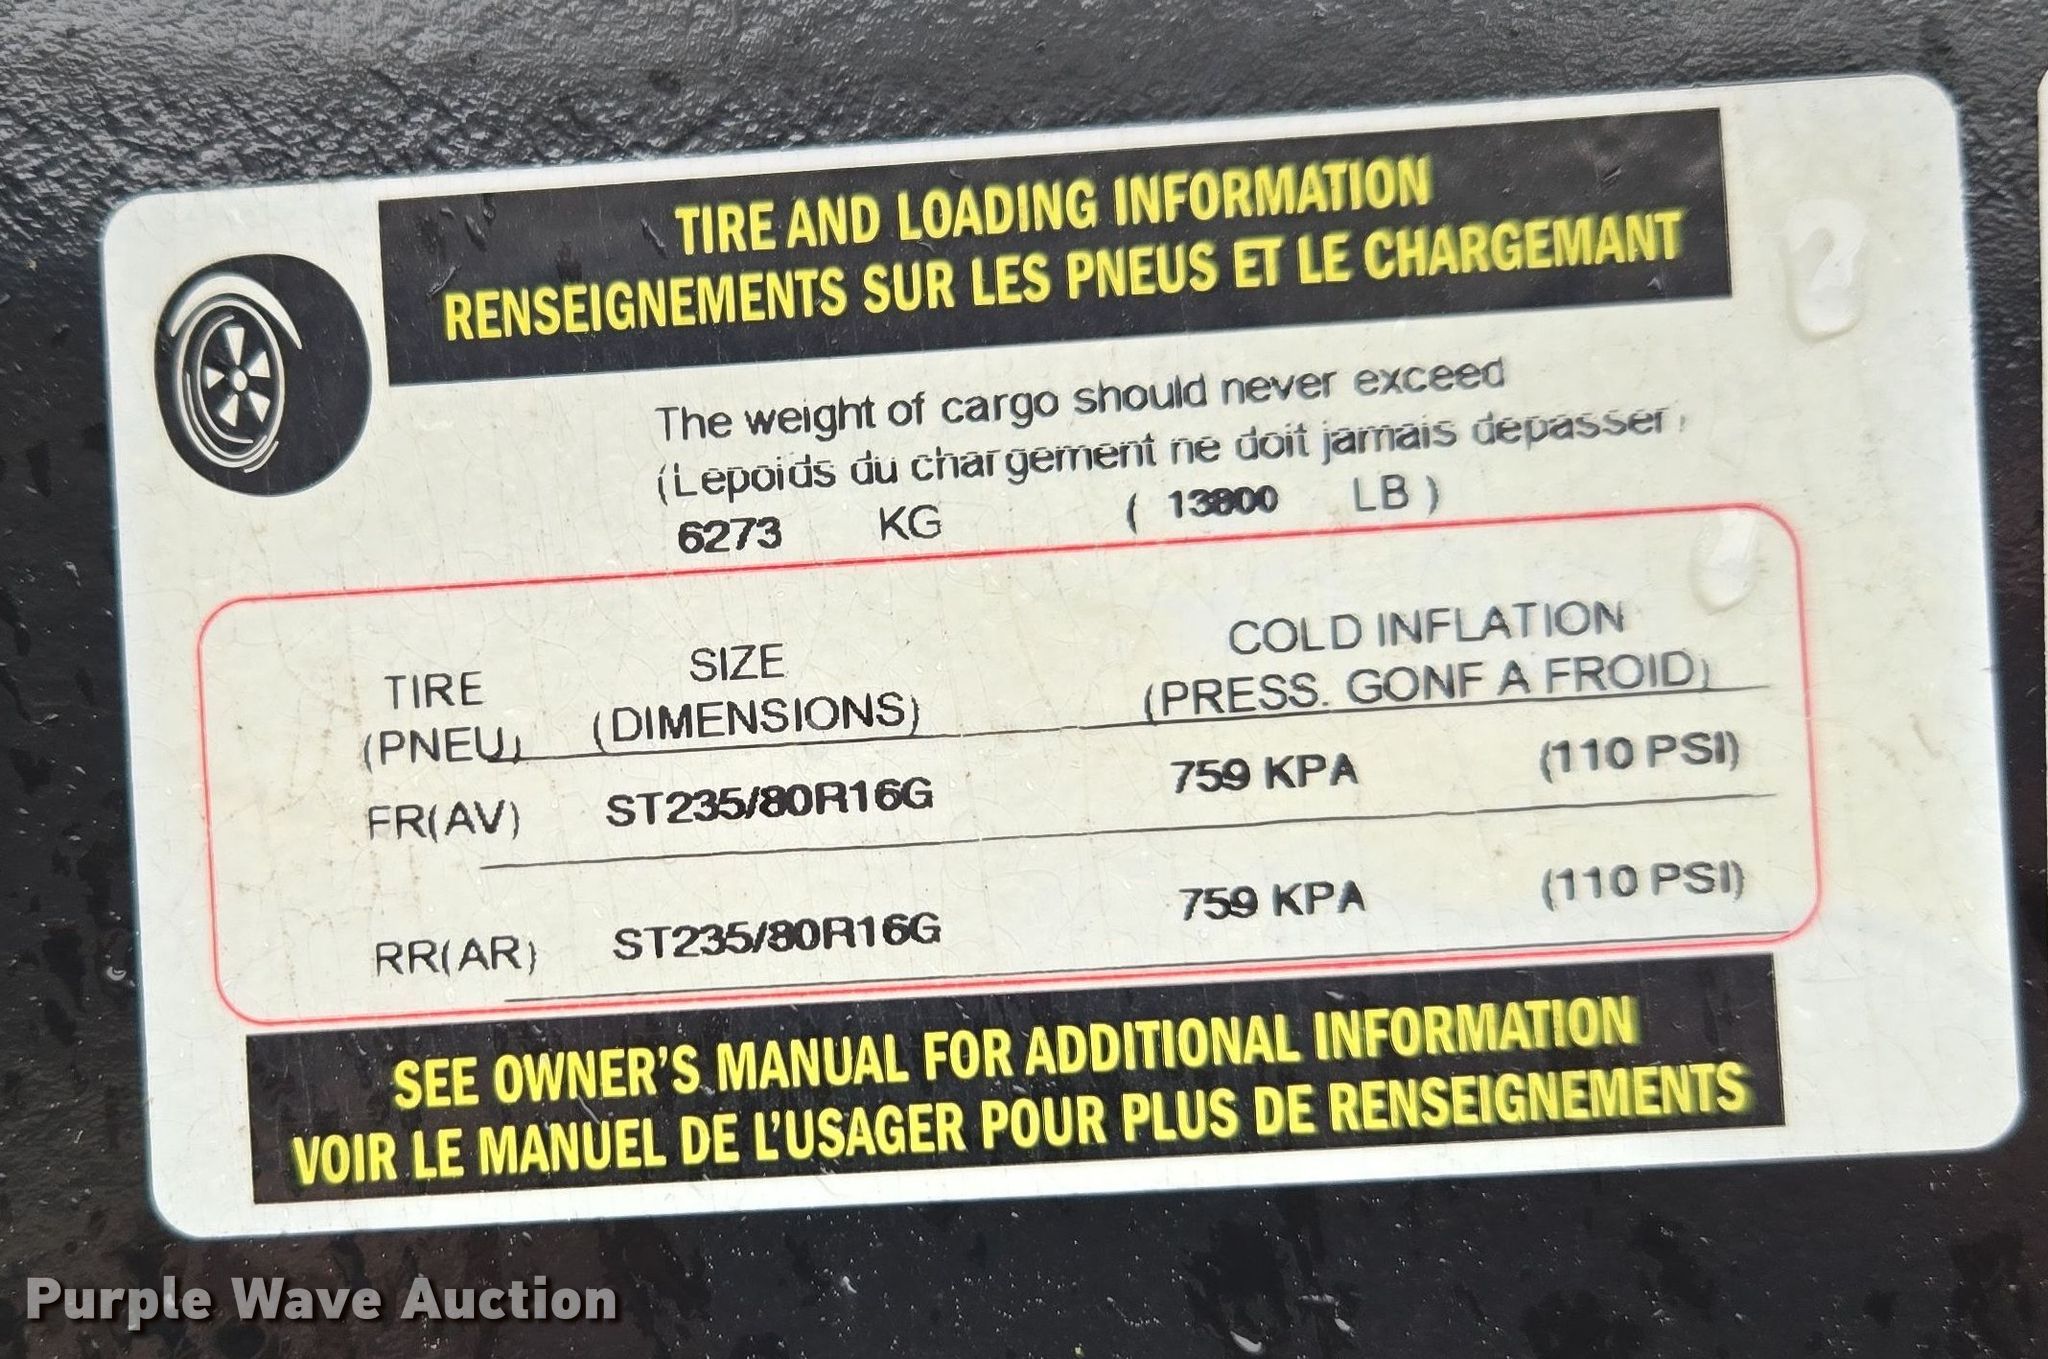 TIRE AND LOADING INFORMATION
RENSEIGNEMENTS SUR LES PNEUS ET LE CHARGEMANT
The weight of cargo should never exceed
(Lepoids du chargement ne doit jamais depasser)
6273 KG ( 13800 LB )
TIRE SIZE COLD INFLATION
(PNEU) (DIMENSIONS) (PRESS. GONF A FROID)
FR(AV) ST235/80R16G 759 KPA (110 PSI)
RR(AR) ST235/80R16G 759 KPA (110 PSI)
SEE OWNER'S MANUAL FOR ADDITIONAL INFORMATION
VOIR LE MANUEL DE L'USAGER POUR PLUS DE RENSEIGNEMENTS
Purple Wave Auction